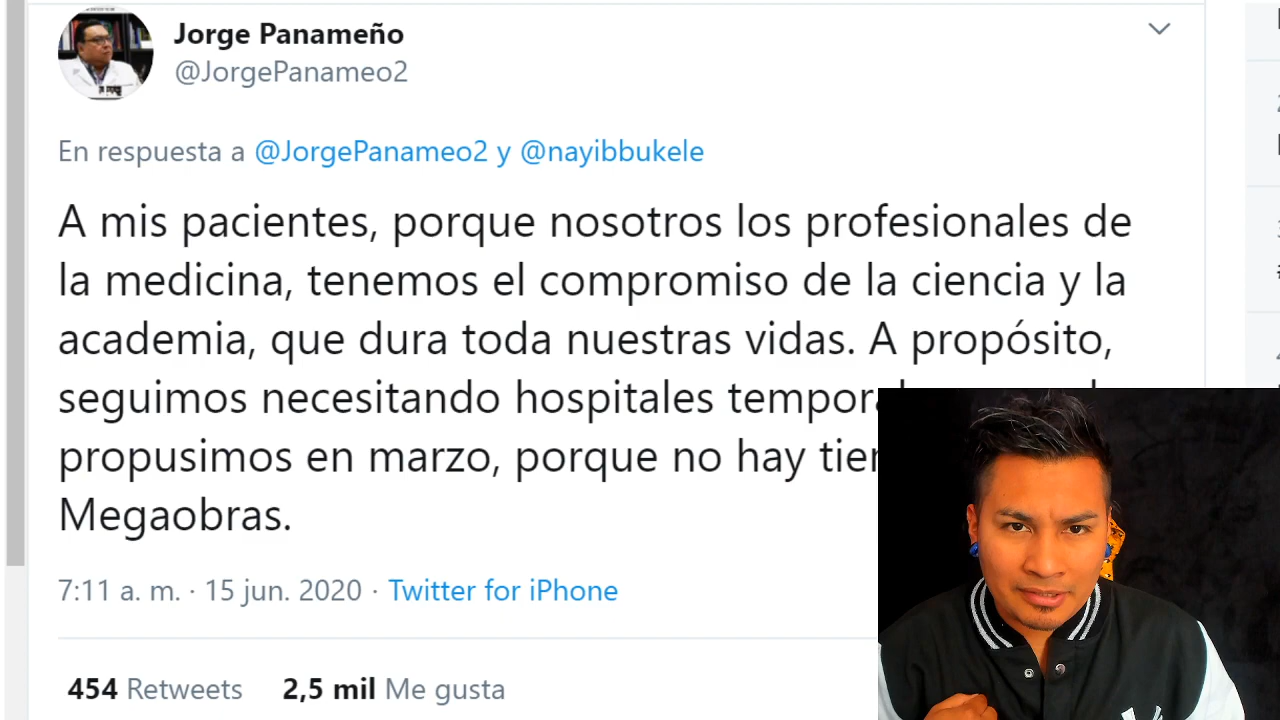 Jorge Panameño
@JorgePanameo2
En respuesta a @JorgePanameo2 y @nayibbukele
A mis pacientes, porque nosotros los profesionales de
la medicina, tenemos el compromiso de la ciencia y la
academia, que dura toda nuestras vidas. A propósito,
seguimos necesitando hospitales
propusimos en marzo, porque no hay
Megaobras.
7:11 a. m. · 15 jun. 2020 · Twitter for iPhone
454 Retweets 2,5 mil Me gusta